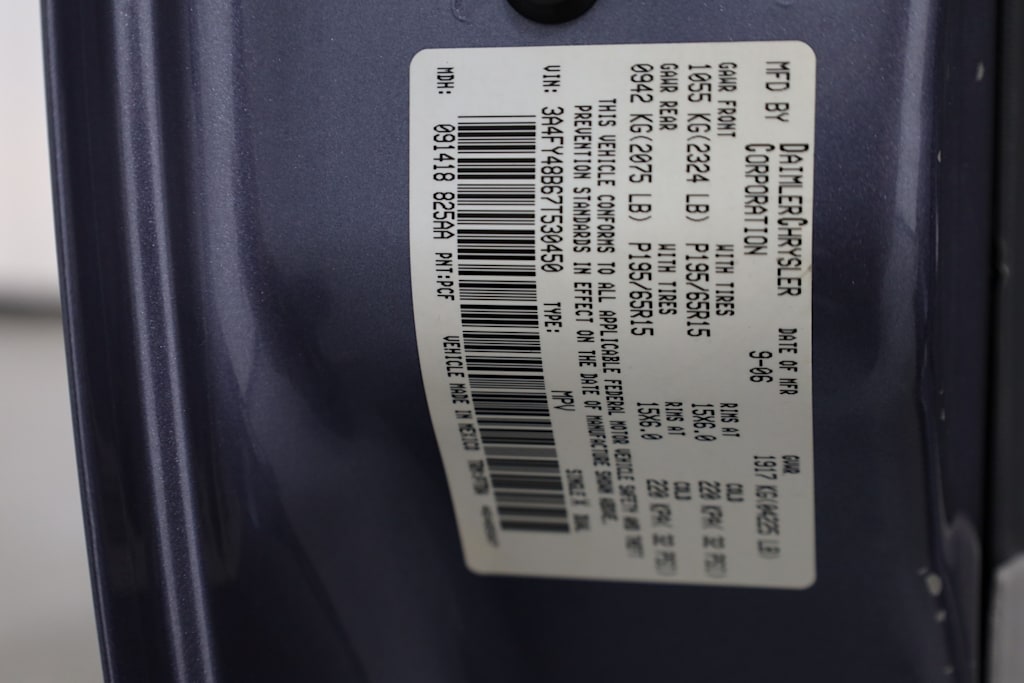 MFD BY DAIMLERCHRYSLER CORPORATION
DATE OF MFR 9-06
GVWR 1917 KG(04225 LB)
GAWR FRONT WITH TIRES RIMS AT COLD
1055 KG(2324 LB) P195/65R15 15X6.0 220 KPA( 32 PSI)
GAWR REAR WITH TIRES RIMS AT COLD
0942 KG(2075 LB) P195/65R15 15X6.0 220 KPA( 32 PSI)
THIS VEHICLE CONFORMS TO ALL APPLICABLE FEDERAL MOTOR VEHICLE SAFETY AND THEFT
PREVENTION STANDARDS IN EFFECT ON THE DATE OF MANUFACTURE SHOWN ABOVE.
VIN: 3A4FY48B67T530450 TYPE: MPV SINGLE X DUAL
MDH: 091418 825AA PNT:PCF VEHICLE MADE IN MEXICO